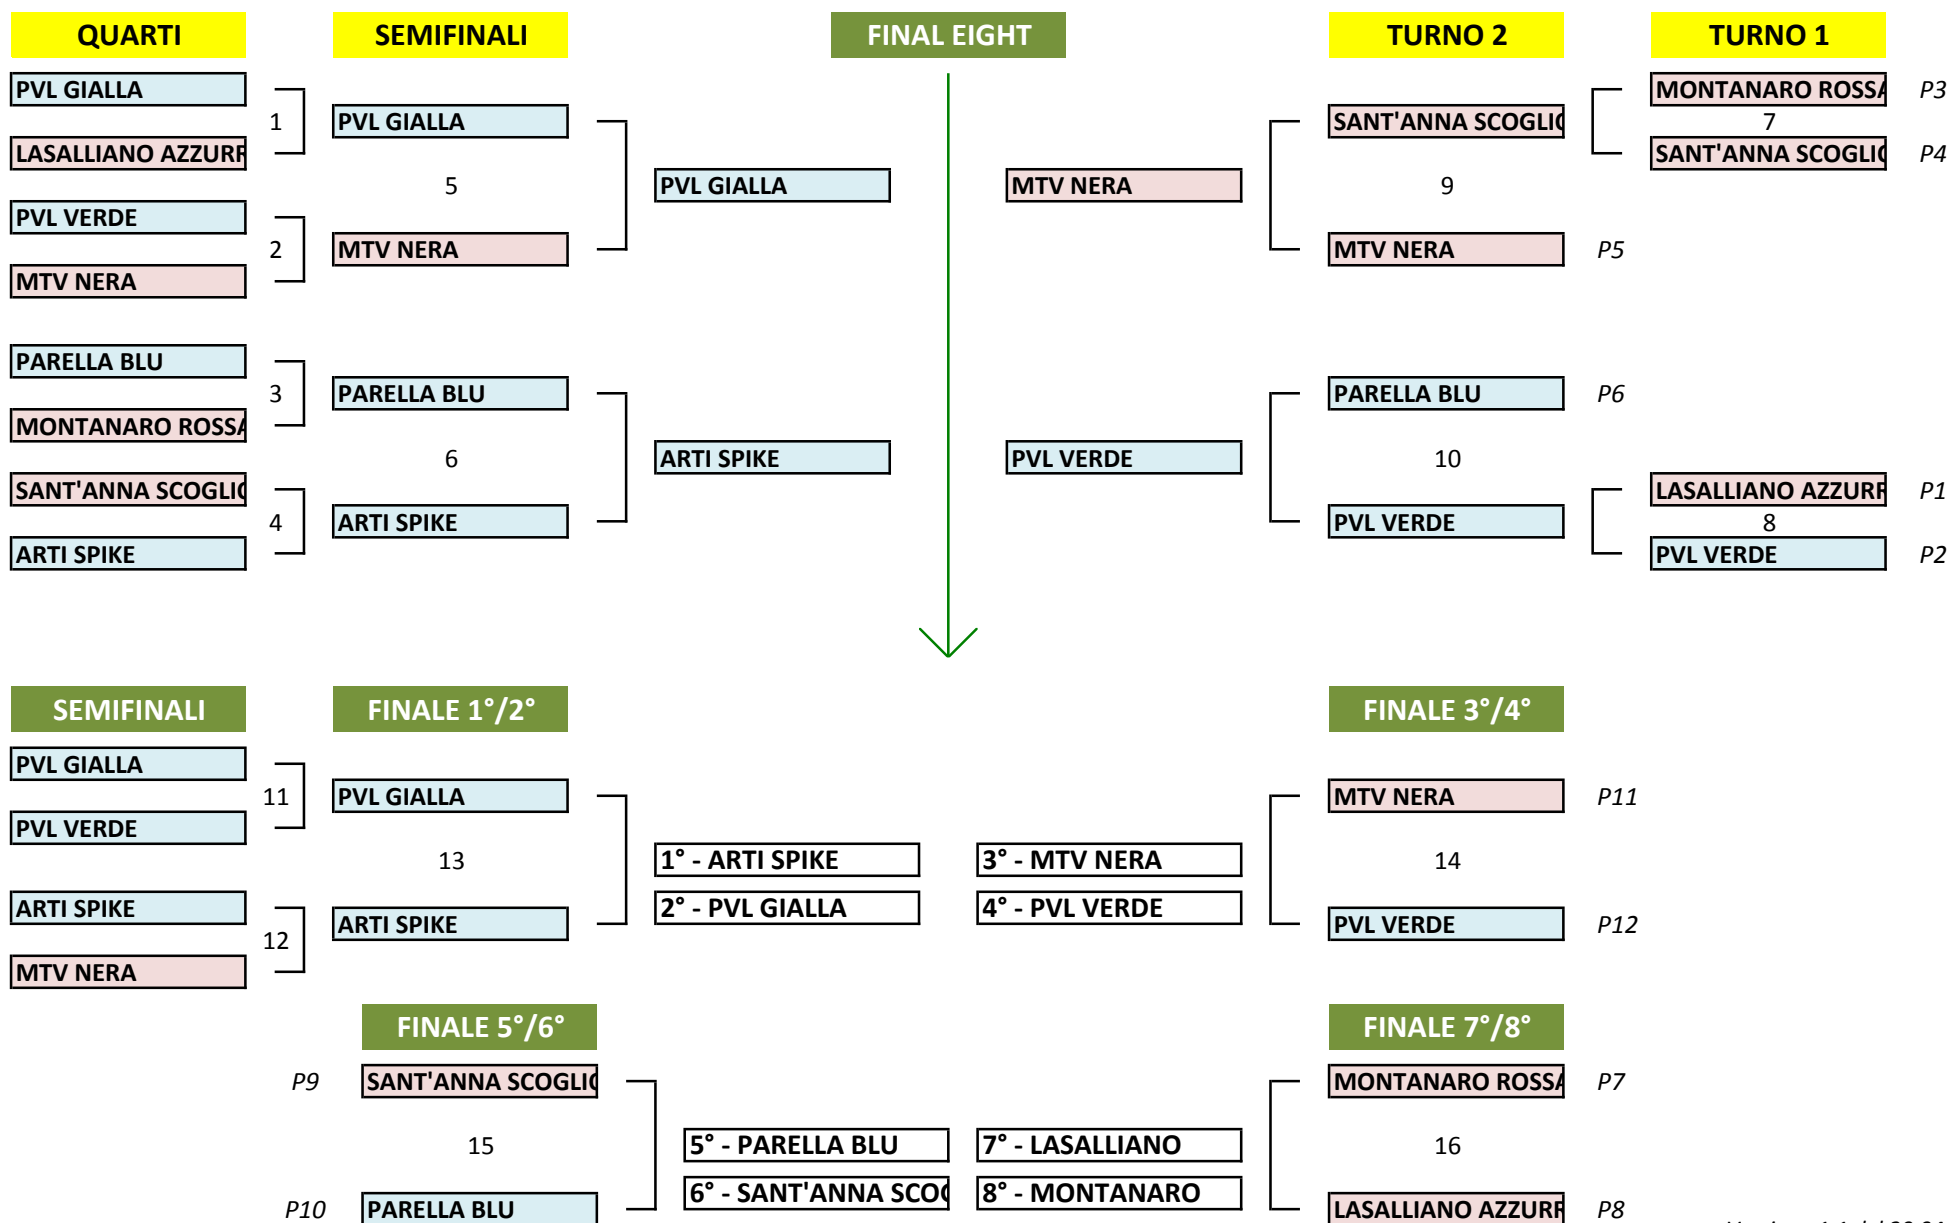 QUARTI SEMIFINALI FINAL EIGHT TURNO 2 TURNO 1
PVL GIALLA MONTANARO ROSSA P3
1 PVL GIALLA SANT'ANNA SCOGLIO 7
LASALLIANO AZZURR SANT'ANNA SCOGLIO P4
5 PVL GIALLA MTV NERA 9
PVL VERDE
2 MTV NERA MTV NERA P5
MTV NERA
PARELLA BLU
3 PARELLA BLU PARELLA BLU P6
MONTANARO ROSSA
6 ARTI SPIKE PVL VERDE 10
SANT'ANNA SCOGLIO LASALLIANO AZZURR P1
4 ARTI SPIKE PVL VERDE 8
ARTI SPIKE PVL VERDE P2
SEMIFINALI FINALE 1°/2° FINALE 3°/4°
PVL GIALLA
11 PVL GIALLA MTV NERA P11
PVL VERDE
13 1° - ARTI SPIKE 3° - MTV NERA 14
ARTI SPIKE 2° - PVL GIALLA 4° - PVL VERDE
12 ARTI SPIKE PVL VERDE P12
MTV NERA
FINALE 5°/6° FINALE 7°/8°
P9 SANT'ANNA SCOGLIO MONTANARO ROSSA P7
15 5° - PARELLA BLU 7° - LASALLIANO 16
6° - SANT'ANNA SCOG 8° - MONTANARO
P10 PARELLA BLU LASALLIANO AZZURR P8